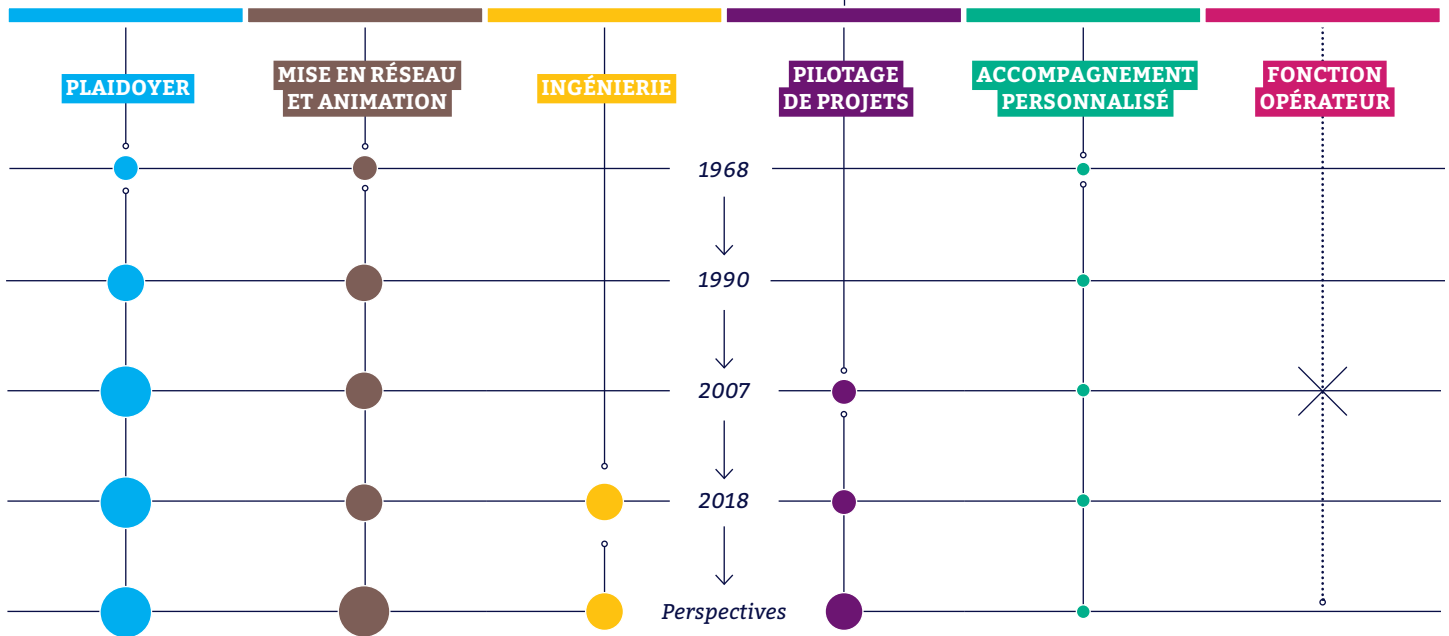 PLAIDOYER
MISE EN RÉSEAU
ET ANIMATION
INGÉNIERIE
PILOTAGE
DE PROJETS
ACCOMPAGNEMENT
PERSONNALISÉ
FONCTION
OPÉRATEUR
1968
1990
2007
2018
Perspectives